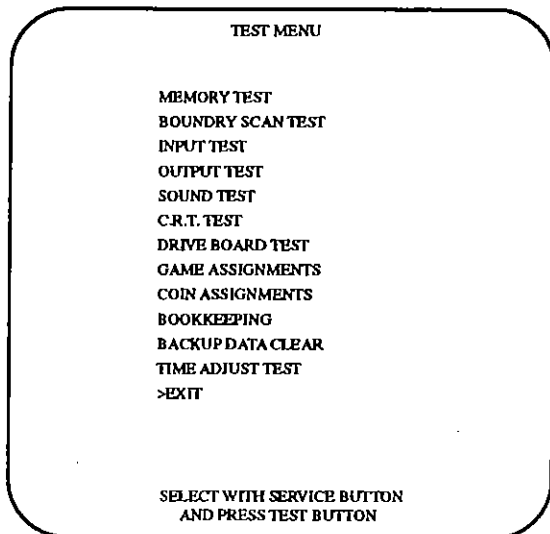 TEST MENU
MEMORY TEST
BOUNDRY SCAN TEST
INPUT TEST
OUTPUT TEST
SOUND TEST
C.R.T. TEST
DRIVE BOARD TEST
GAME ASSIGNMENTS
COIN ASSIGNMENTS
BOOKKEEPING
BACKUP DATA CLEAR
TIME ADJUST TEST
>EXIT
SELECT WITH SERVICE BUTTON
AND PRESS TEST BUTTON